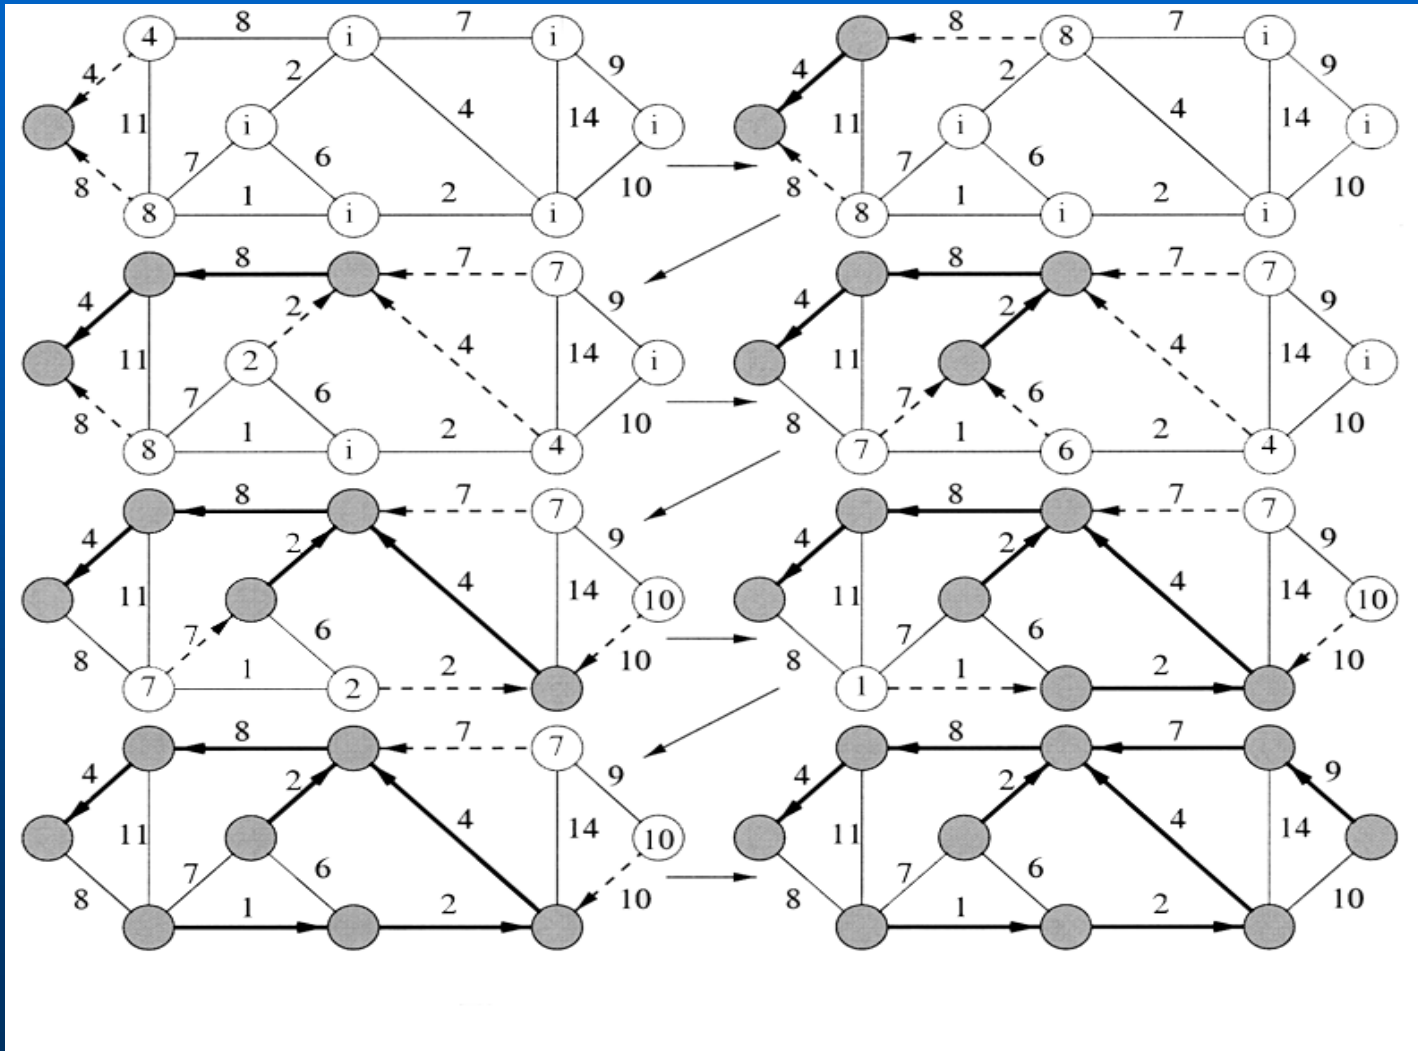 8 7 8 7
4 i i 8 i
4 2 9 4 2 9
11 i 4 14 i 11 i 4 14 i
7 6 7 6
8 1 2 10 8 1 2 10
8 i i 8 i i
8 7 8 7
7 7
4 2 9 4 2 9
11 2 4 14 i 11 4 14 i
7 6 7 6
8 1 2 10 8 1 2 10
8 i 4 7 6 4
8 7 8 7
7 7
4 2 9 4 2 9
11 4 14 10 11 4 14 10
7 6 7 6
8 1 2 10 8 1 2 10
7 2 1
8 7 8 7
7
4 2 9 4 2 9
11 4 14 10 11 4 14
7 6 7 6
8 1 2 10 8 1 2 10